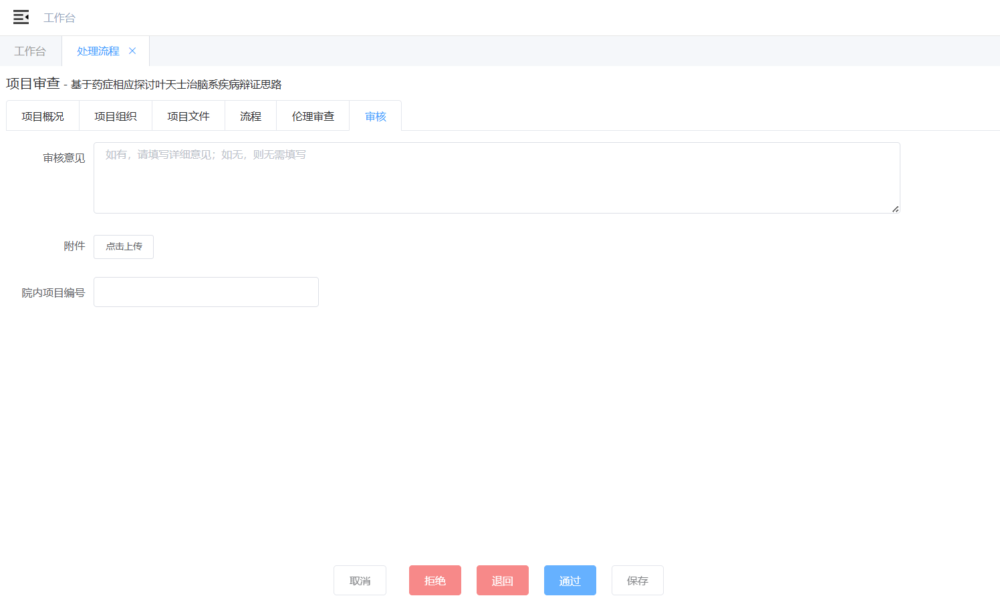 工作台
工作台 处理流程
项目审查 - 基于药症相应探讨叶天士治脑系疾病辩证思路
项目概况 项目组织 项目文件 流程 伦理审查 审核
审核意见 如有，请填写详细意见；如无，则无需填写
附件 点击上传
院内项目编号
取消 拒绝 退回 通过 保存